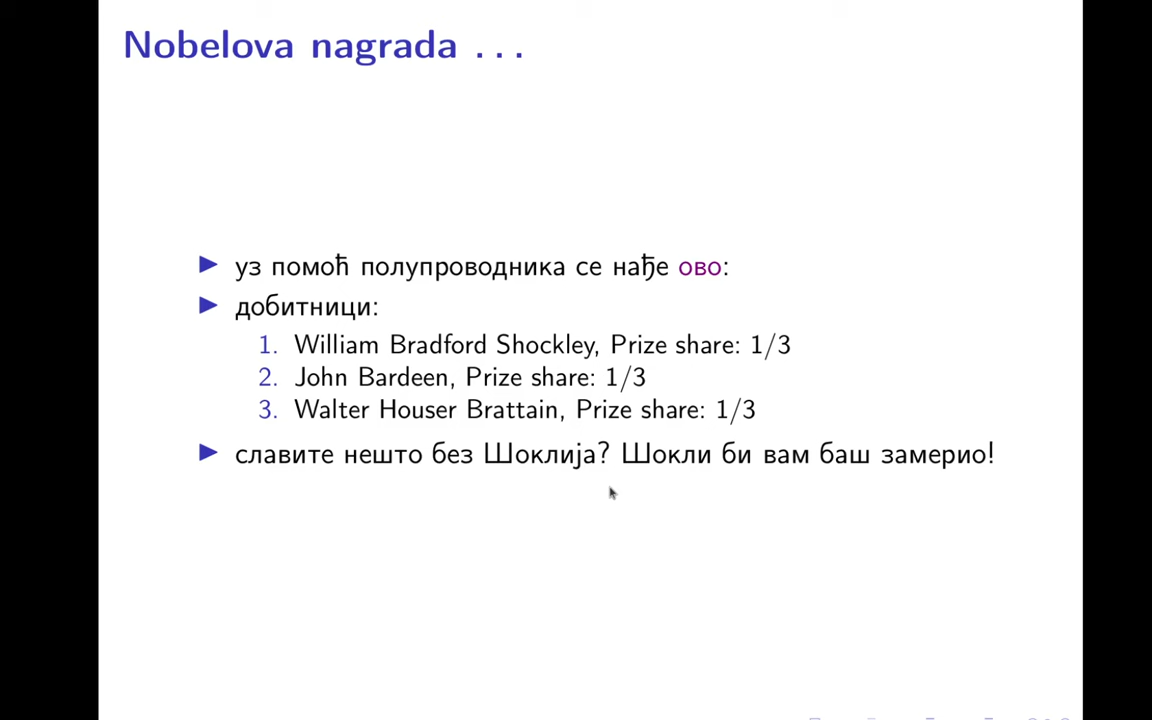 Nobelova nagrada . . .
уз помоћ полупроводника се нађе ово:
добитници:
1. William Bradford Shockley, Prize share: 1/3
2. John Bardeen, Prize share: 1/3
3. Walter Houser Brattain, Prize share: 1/3
славите нешто без Шоклија? Шокли би вам баш замерио!